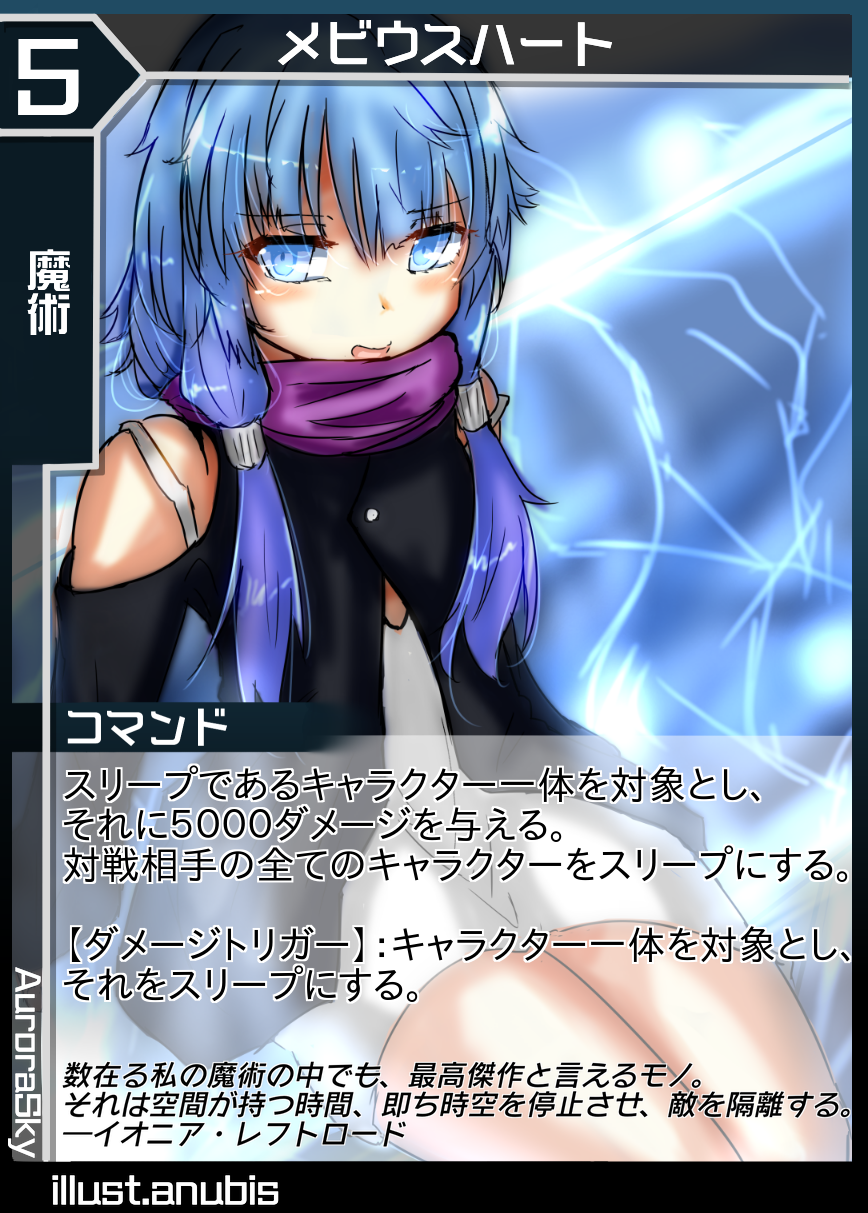 5
メビウスハート
魔術
コマンド
スリープであるキャラクター一体を対象とし、
それに5000ダメージを与える。
対戦相手の全てのキャラクターをスリープにする。
【ダメージトリガー】:キャラクター一体を対象とし、
それをスリープにする。
数在る私の魔術の中でも、最高傑作と言えるモノ。
それは空間が持つ時間、即ち時空を停止させ、敵を隔離する。
―イオニア・レフトロード
AuroraSky
illust.anubis